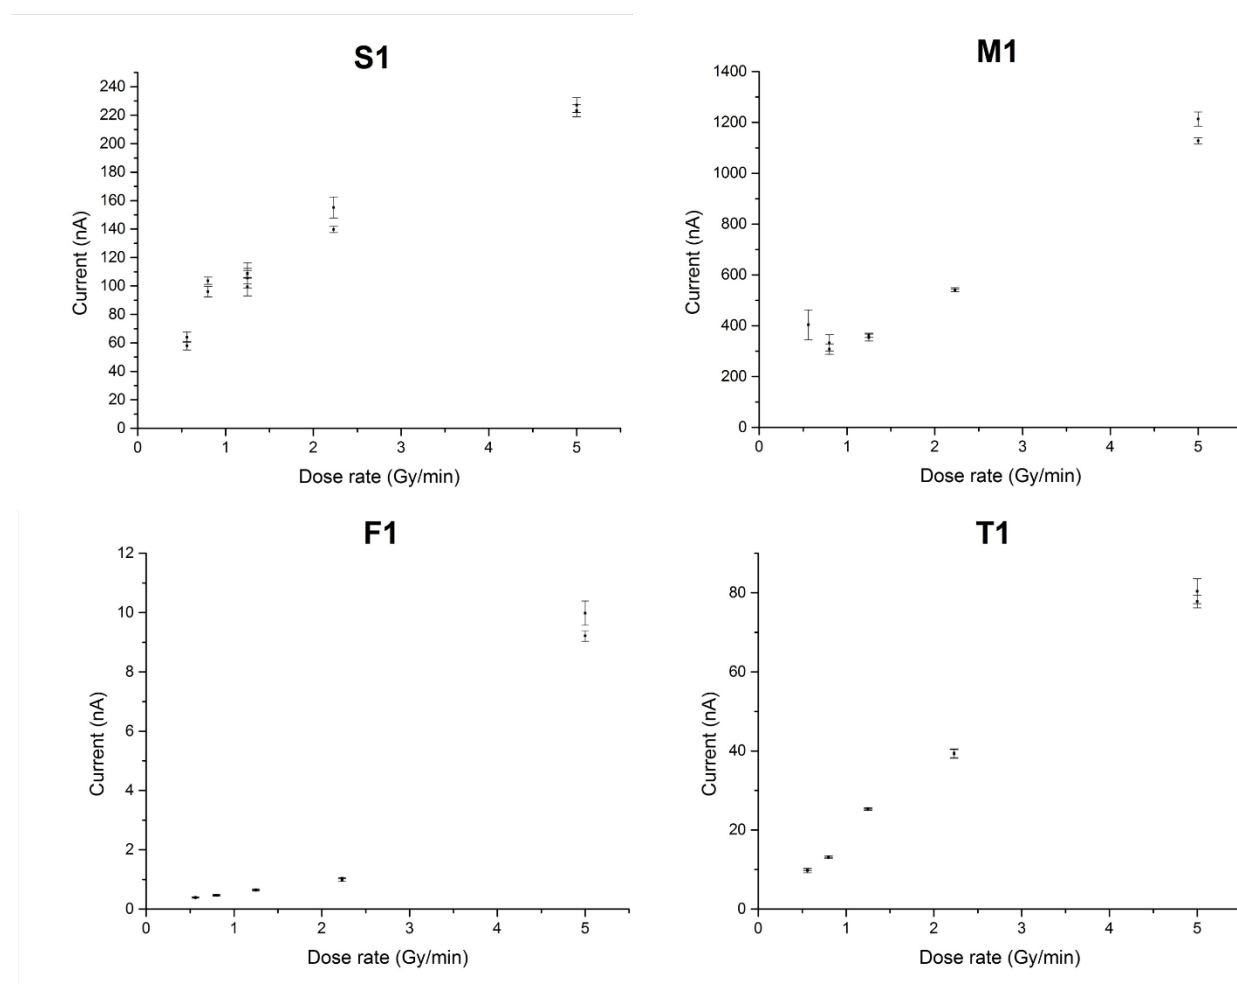 S1
240
220
200
180
160
140
120
100
80
60
40
20
0
Current (nA)
0 1 2 3 4 5
Dose rate (Gy/min)
M1
1400
1200
1000
800
600
400
200
0
Current (nA)
0 1 2 3 4 5
Dose rate (Gy/min)
F1
12
10
8
6
4
2
0
Current (nA)
0 1 2 3 4 5
Dose rate (Gy/min)
T1
80
60
40
20
0
Current (nA)
0 1 2 3 4 5
Dose rate (Gy/min)